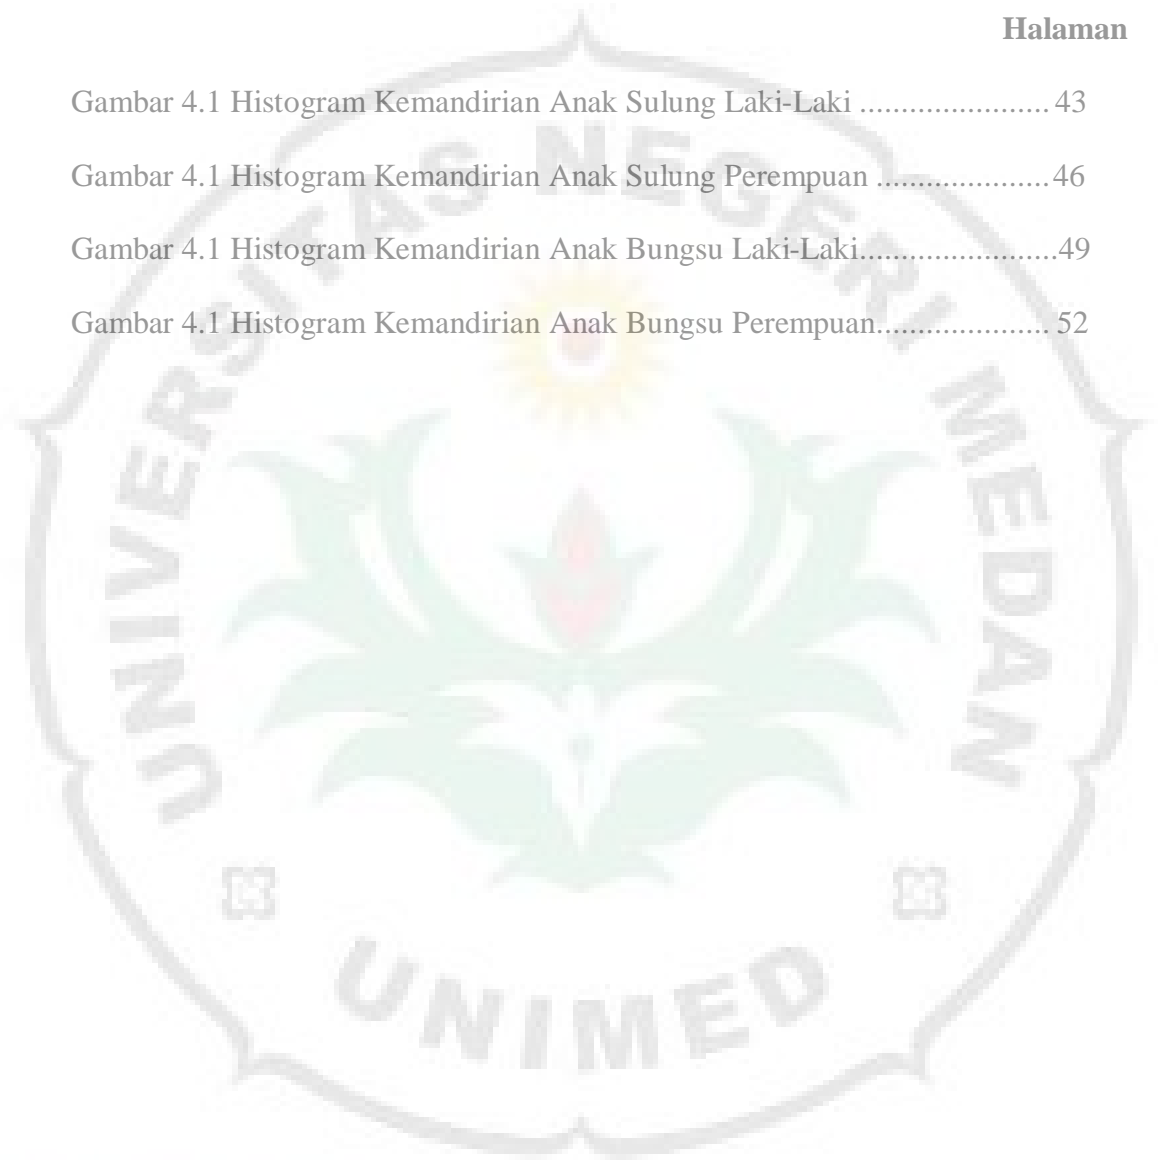 Halaman
Gambar 4.1 Histogram Kemandirian Anak Sulung Laki-Laki ....................... 43
Gambar 4.1 Histogram Kemandirian Anak Sulung Perempuan ..................... 46
Gambar 4.1 Histogram Kemandirian Anak Bungsu Laki-Laki........................49
Gambar 4.1 Histogram Kemandirian Anak Bungsu Perempuan..................... 52
UNIVERSITAS NEGERI MEDAN
UNIMED